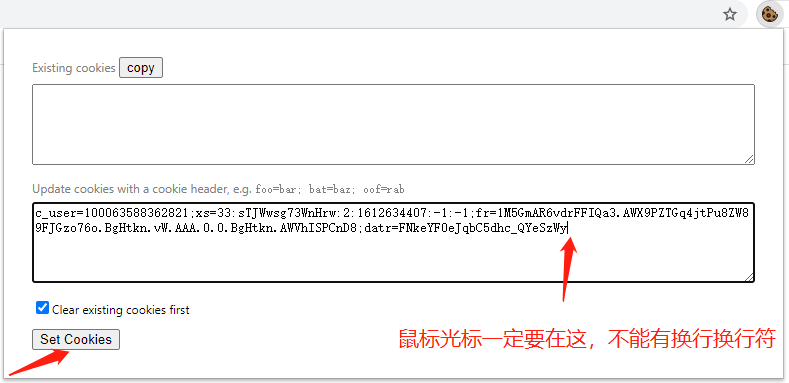 Existing cookies copy
Update cookies with a cookie header, e.g. foo=bar; bat=baz; oof=rab
c_user=100063588362821;xs=33:sTJWwsg73WnHrw:2:1612634407:-1:-1;fr=1M5GmAR6vdrFFIQa3.AWX9PZTGq4jtPu8ZW8
9FJGzo76o.BgHtkn.vW.AAA.0.0.BgHtkn.AWVhISPCnD8;datr=FNkeYF0eJqbC5dhc_QYeSzWy
Clear existing cookies first
Set Cookies
鼠标光标一定要在这，不能有换行换行符